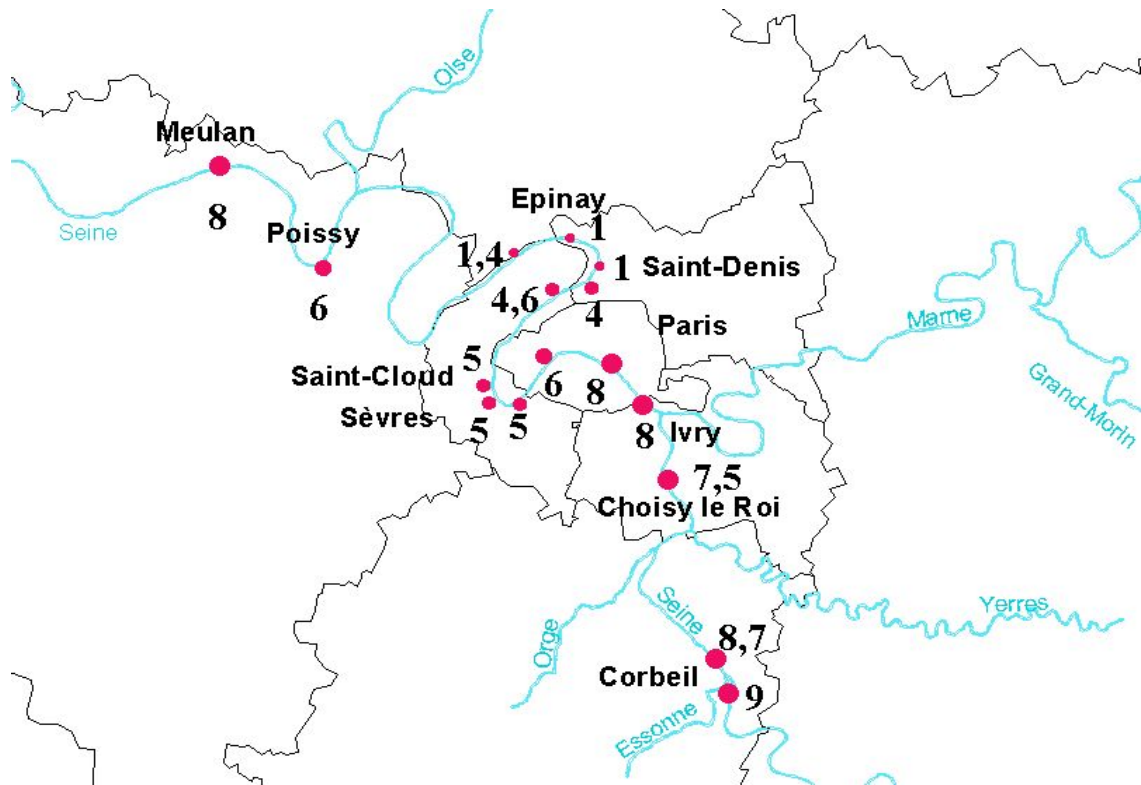 Oise
Meulan
8
Seine
Poissy
6
Epinay
1
1,4
Saint-Denis
1
4,6
4
Paris
Marne
Grand-Morin
5
Saint-Cloud
6
8
Sèvres
5
5
8
Ivry
7,5
Choisy le Roi
Seine
Orge
Yerres
8,7
Corbeil
9
Essonne